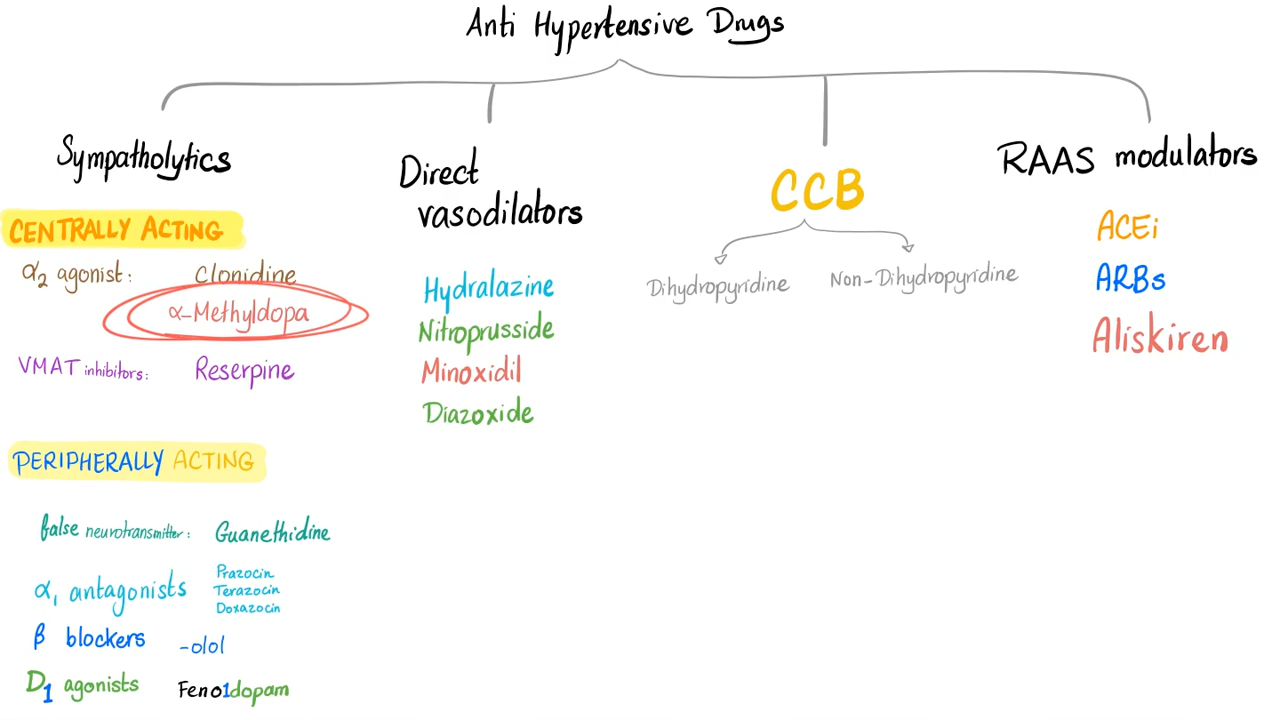 Anti Hypertensive Drugs
Sympatholytics
CENTRALLY ACTING
α2 agonist: Clonidine
α-Methyldopa
VMAT inhibitors: Reserpine
PERIPHERALLY ACTING
false neurotransmitter: Guanethidine
α1 antagonists
Prazocin
Terazocin
Doxazocin
β blockers -olol
D1 agonists Feno1dopam
Direct
vasodilators
Hydralazine
Nitroprusside
Minoxidil
Diazoxide
CCB
Dihydropyridine
Non-Dihydropyridine
RAAS modulators
ACEi
ARBs
Aliskiren